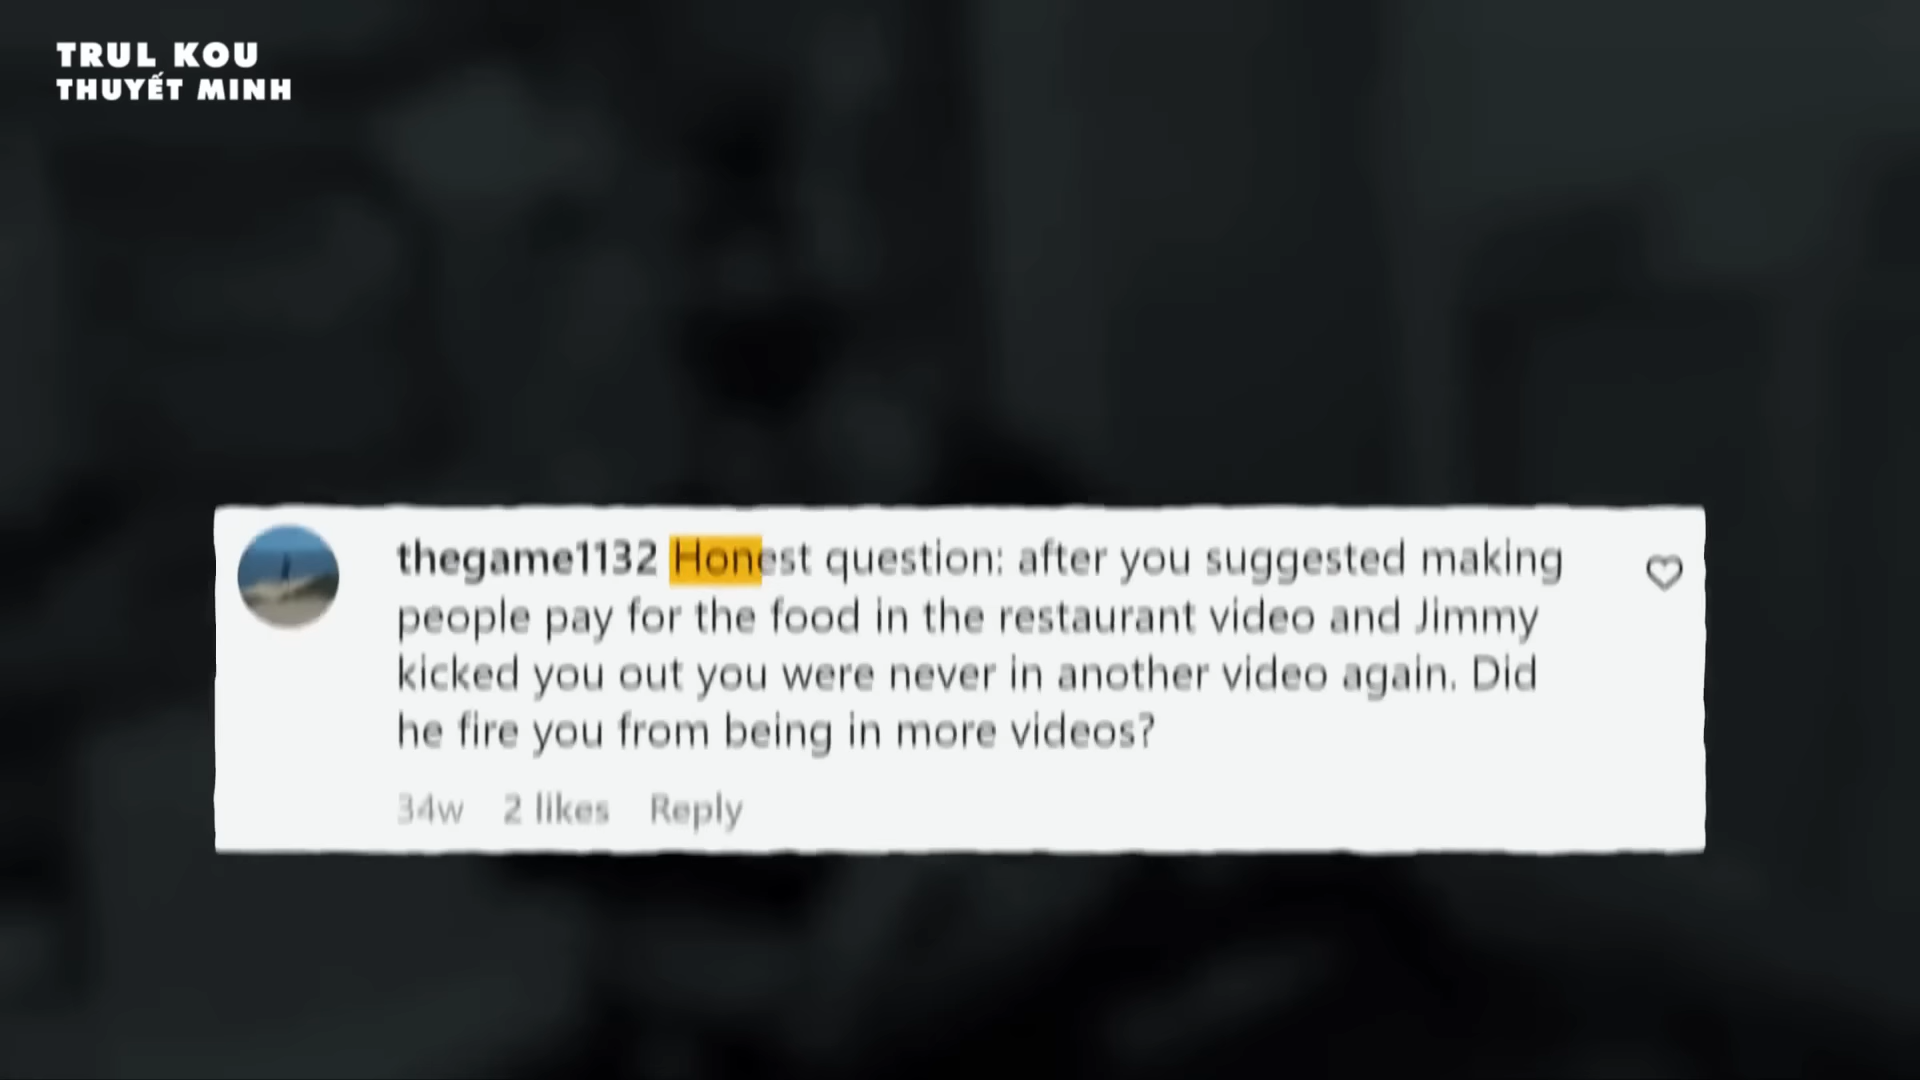 TRUL KOU
THUYẾT MINH
thegame1132 Honest question: after you suggested making
people pay for the food in the restaurant video and Jimmy
kicked you out you were never in another video again. Did
he fire you from being in more videos?
34w 2 likes Reply